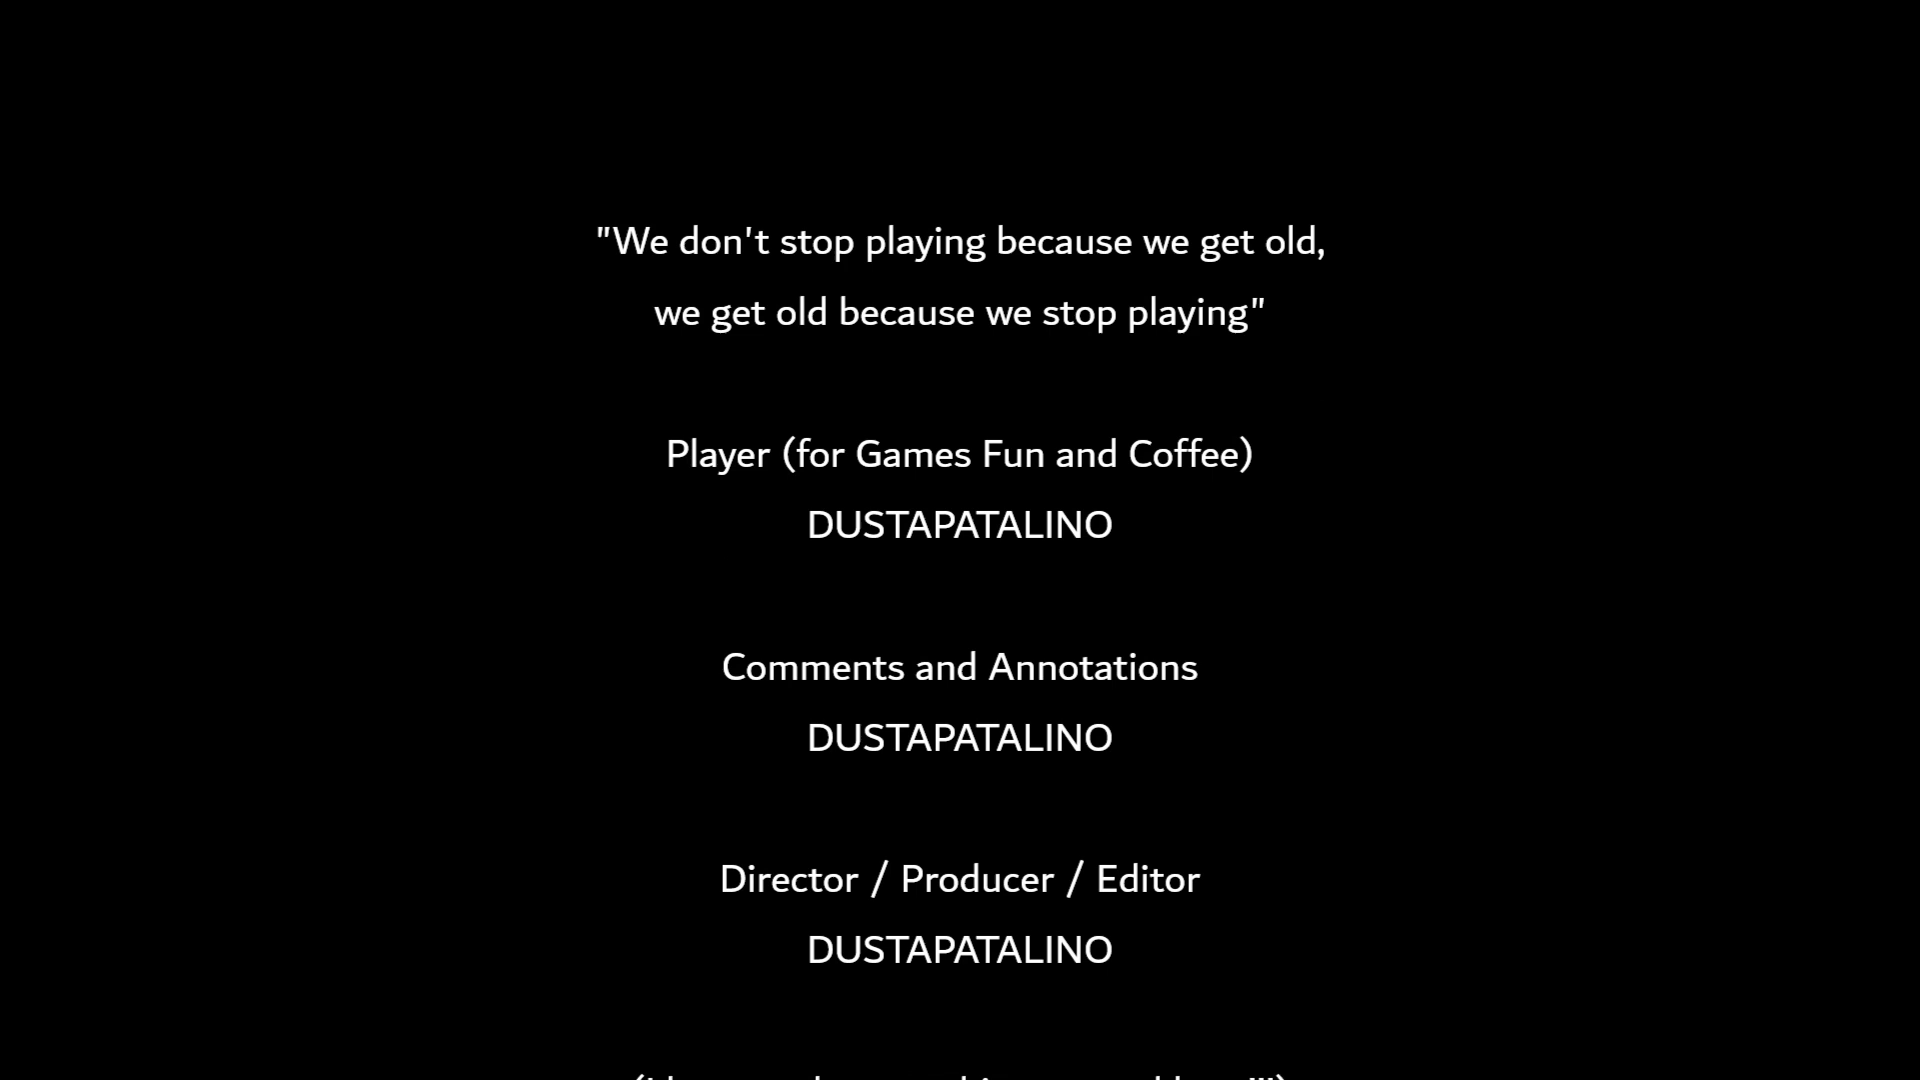 "We don't stop playing because we get old,
we get old because we stop playing"
Player (for Games Fun and Coffee)
DUSTAPATALINO
Comments and Annotations
DUSTAPATALINO
Director / Producer / Editor
DUSTAPATALINO